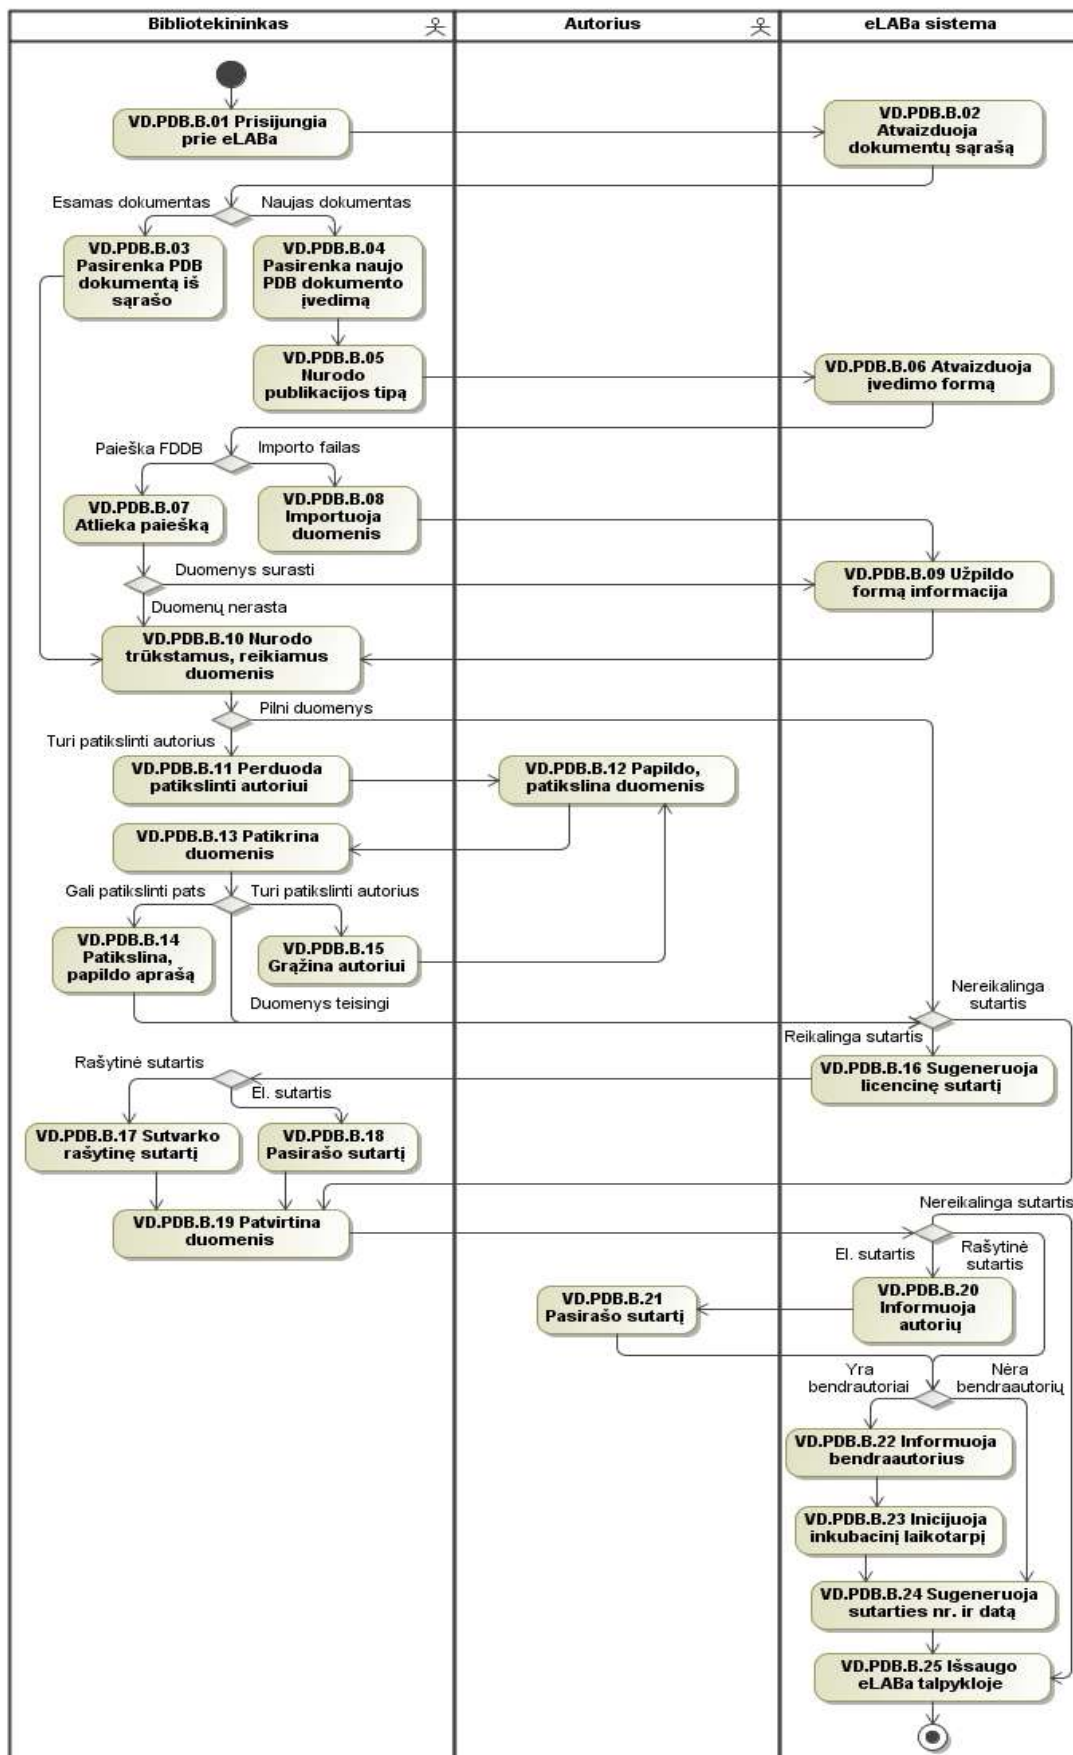 Bibliotekininkas
Autorius
eLABa sistema
VD.PDB.B.01 Prisijungia
prie eLABa
VD.PDB.B.02
Atvaizduoja
dokumentų sąrašą
Esamas dokumentas
Naujas dokumentas
VD.PDB.B.03
Pasirenka PDB
dokumentą iš
sąrašo
VD.PDB.B.04
Pasirenka naujo
PDB dokumento
įvedimą
VD.PDB.B.05
Nurodo
publikacijos tipą
VD.PDB.B.06 Atvaizduoja
įvedimo formą
Paieška FDDB
Importo failas
VD.PDB.B.07
Atlieka paiešką
VD.PDB.B.08
Importuoja
duomenis
Duomenys surasti
VD.PDB.B.09 Užpildo
formą informacija
Duomenų nerasta
VD.PDB.B.10 Nurodo
trūkstamus, reikiamus
duomenis
Pilni duomenys
Turi patikslinti autorius
VD.PDB.B.11 Perduoda
patikslinti autoriui
VD.PDB.B.12 Papildo,
patikslina duomenis
VD.PDB.B.13 Patikrina
duomenis
Gali patikslinti pats
Turi patikslinti autorius
VD.PDB.B.14
Patikslina,
papildo aprašą
VD.PDB.B.15
Grąžina autoriui
Duomenys teisingi
Nereikalinga
sutartis
Reikalinga sutartis
VD.PDB.B.16 Sugeneruoja
licencinę sutartį
Rašytinė sutartis
El. sutartis
VD.PDB.B.17 Sutvarko
rašytinę sutartį
VD.PDB.B.18
Pasirašo sutartį
VD.PDB.B.19 Patvirtina
duomenis
Nereikalinga sutartis
El. sutartis
Rašytinė
sutartis
VD.PDB.B.20
Informuoja
autorių
VD.PDB.B.21
Pasirašo sutartį
Yra
bendrautoriai
Nėra
bendraautorių
VD.PDB.B.22 Informuoja
bendraautorius
VD.PDB.B.23 Inicijuoja
inkubacinį laikotarpį
VD.PDB.B.24 Sugeneruoja
sutarties nr. ir datą
VD.PDB.B.25 Išsaugo
eLABa talpykloje